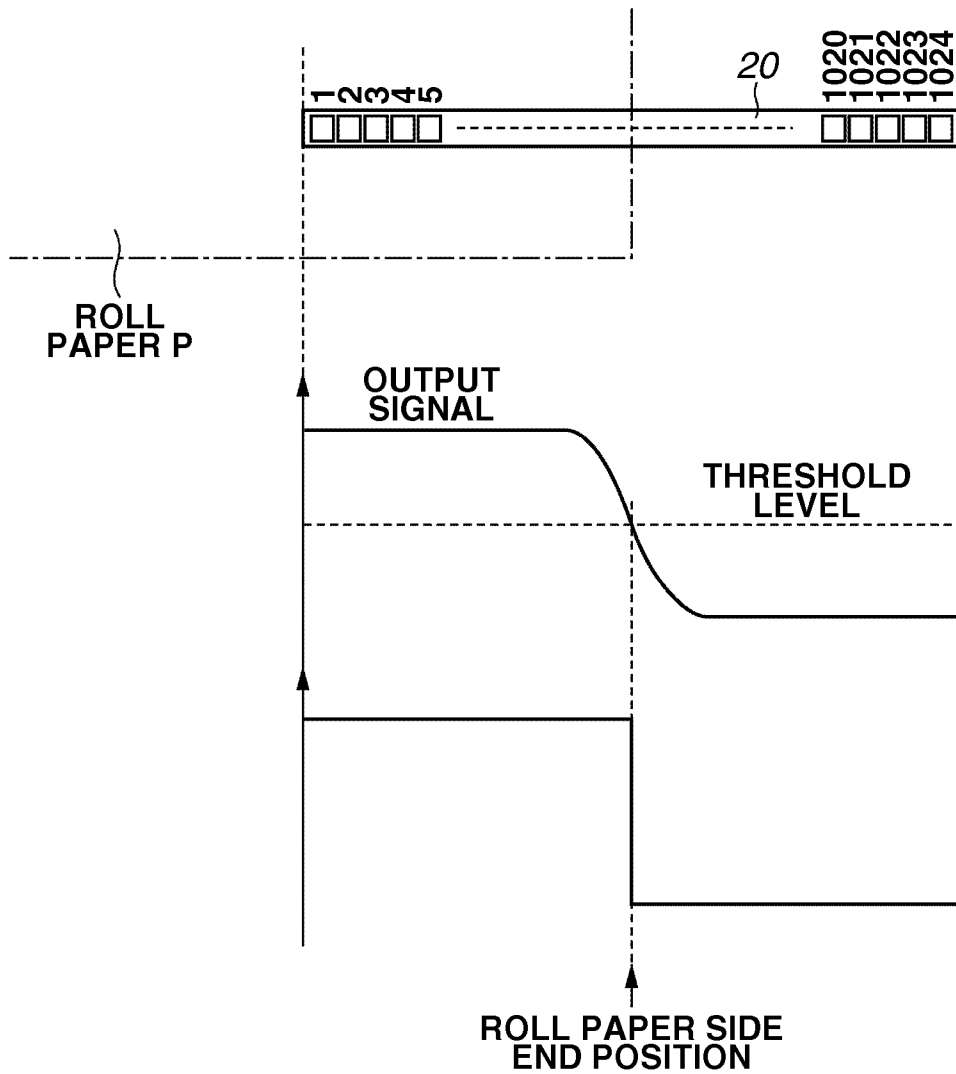 1 2 3 4 5
20
1020 1021 1022 1023 1024
ROLL
PAPER P
OUTPUT
SIGNAL
THRESHOLD
LEVEL
ROLL PAPER SIDE
END POSITION